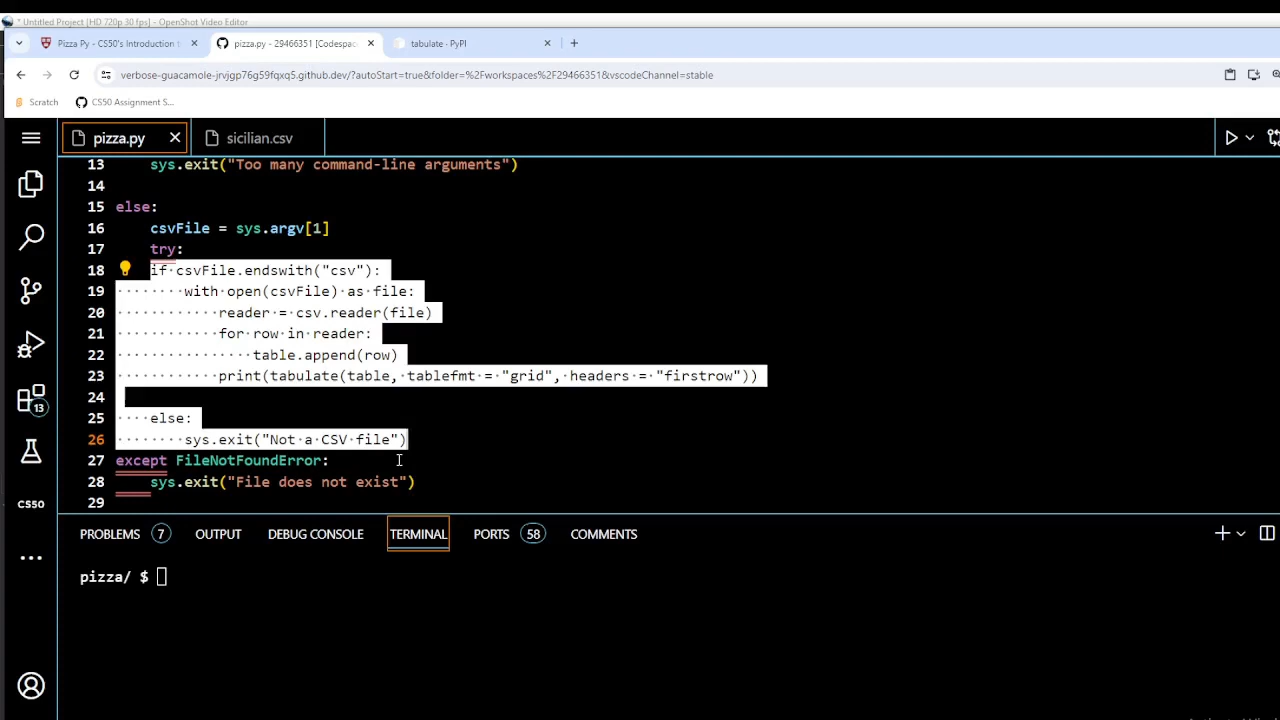 * Untitled Project [HD 720p 30 fps] - OpenShot Video Editor
Pizza Py - CS50's Introduction t
pizza.py - 29466351 [Codespac
tabulate · PyPI
verbose-guacamole-jrvjgp76g59fqxq5.github.dev/?autoStart=true&folder=%2Fworkspaces%2F29466351&vscodeChannel=stable
Scratch
CS50 Assignment S...
pizza.py
sicilian.csv
13 sys.exit("Too many command-line arguments")
14
15 else:
16 csvFile = sys.argv[1]
17 try:
18 if·csvFile.endswith("csv"):
19 ········with·open(csvFile)·as·file:
20 ············reader·=·csv.reader(file)
21 ············for·row·in·reader:
22 ················table.append(row)
23 ············print(tabulate(table,·tablefmt·=·"grid",·headers·=·"firstrow"))
24
25 ····else:
26 ········sys.exit("Not·a·CSV·file")
27 except FileNotFoundError:
28 sys.exit("File does not exist")
29
13
CS50
PROBLEMS 7 OUTPUT DEBUG CONSOLE TERMINAL PORTS 58 COMMENTS
pizza/ $